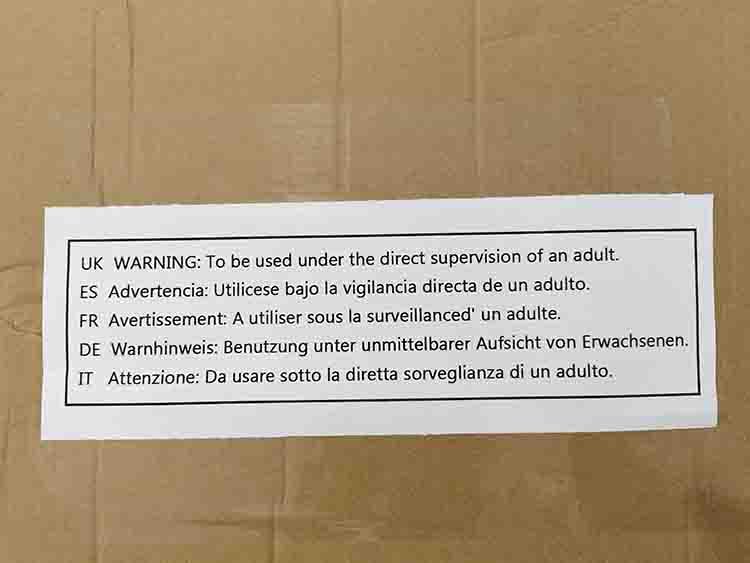 UK WARNING: To be used under the direct supervision of an adult.
ES Advertencia: Utilicese bajo la vigilancia directa de un adulto.
FR Avertissement: A utiliser sous la surveillanced' un adulte.
DE Warnhinweis: Benutzung unter unmittelbarer Aufsicht von Erwachsenen.
IT Attenzione: Da usare sotto la diretta sorveglianza di un adulto.